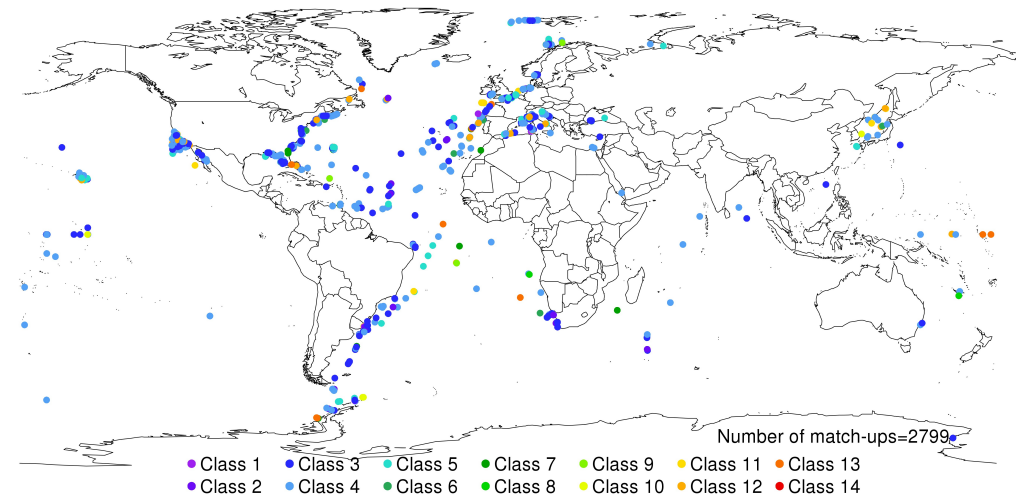 Number of match-ups=2799
Class 1 Class 3 Class 5 Class 7 Class 9 Class 11 Class 13
Class 2 Class 4 Class 6 Class 8 Class 10 Class 12 Class 14